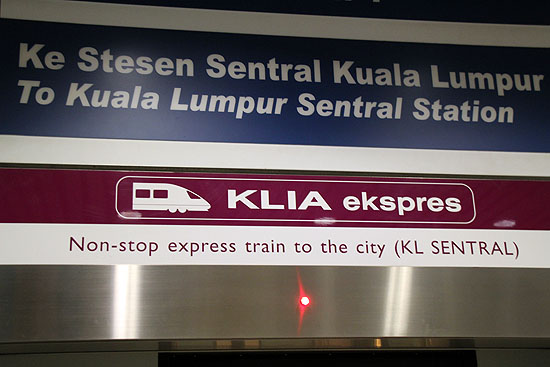 Ke Stesen Sentral Kuala Lumpur
To Kuala Lumpur Sentral Station
KLIA ekspres
Non-stop express train to the city (KL SENTRAL)